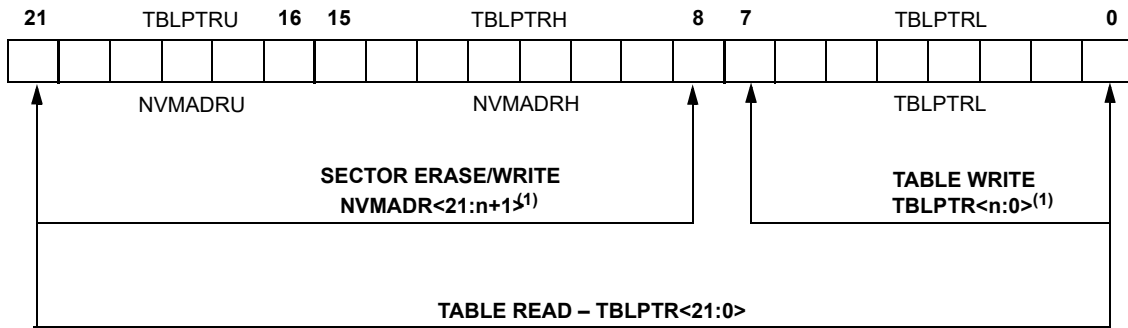 21 TBLPTRU 16 15 TBLPTRH 8 7 TBLPTRL 0
NVMADRU NVMADRH TBLPTRL
SECTOR ERASE/WRITE
NVMADR<21:n+1>(1)
TABLE WRITE
TBLPTR<n:0>(1)
TABLE READ – TBLPTR<21:0>